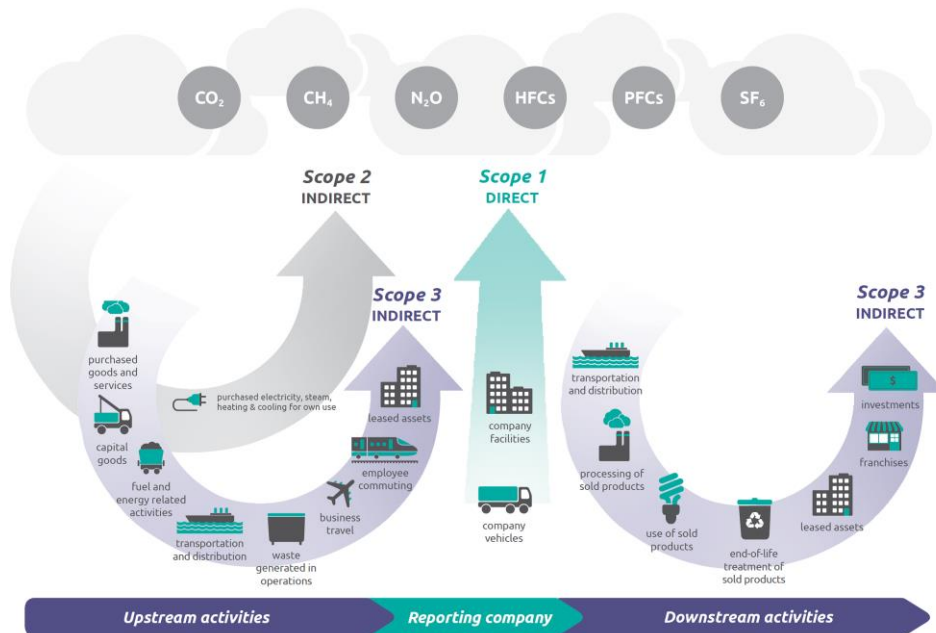 CO₂
CH₄
N₂O
HFCs
PFCs
SF₆
Scope 2
INDIRECT
Scope 1
DIRECT
Scope 3
INDIRECT
Scope 3
INDIRECT
purchased
goods and
services
capital
goods
fuel and
energy related
activities
transportation
and distribution
waste
generated in
operations
business
travel
employee
commuting
leased assets
purchased electricity, steam,
heating & cooling for own use
company
facilities
company
vehicles
transportation
and distribution
processing of
sold products
use of sold
products
end-of-life
treatment of
sold products
leased assets
franchises
$
investments
Upstream activities
Reporting company
Downstream activities